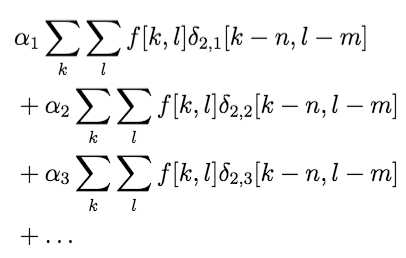 α₁ ∑ₖ ∑ₗ f[k, l]δ₂,₁[k − n, l − m]
+ α₂ ∑ₖ ∑ₗ f[k, l]δ₂,₂[k − n, l − m]
+ α₃ ∑ₖ ∑ₗ f[k, l]δ₂,₃[k − n, l − m]
+ …